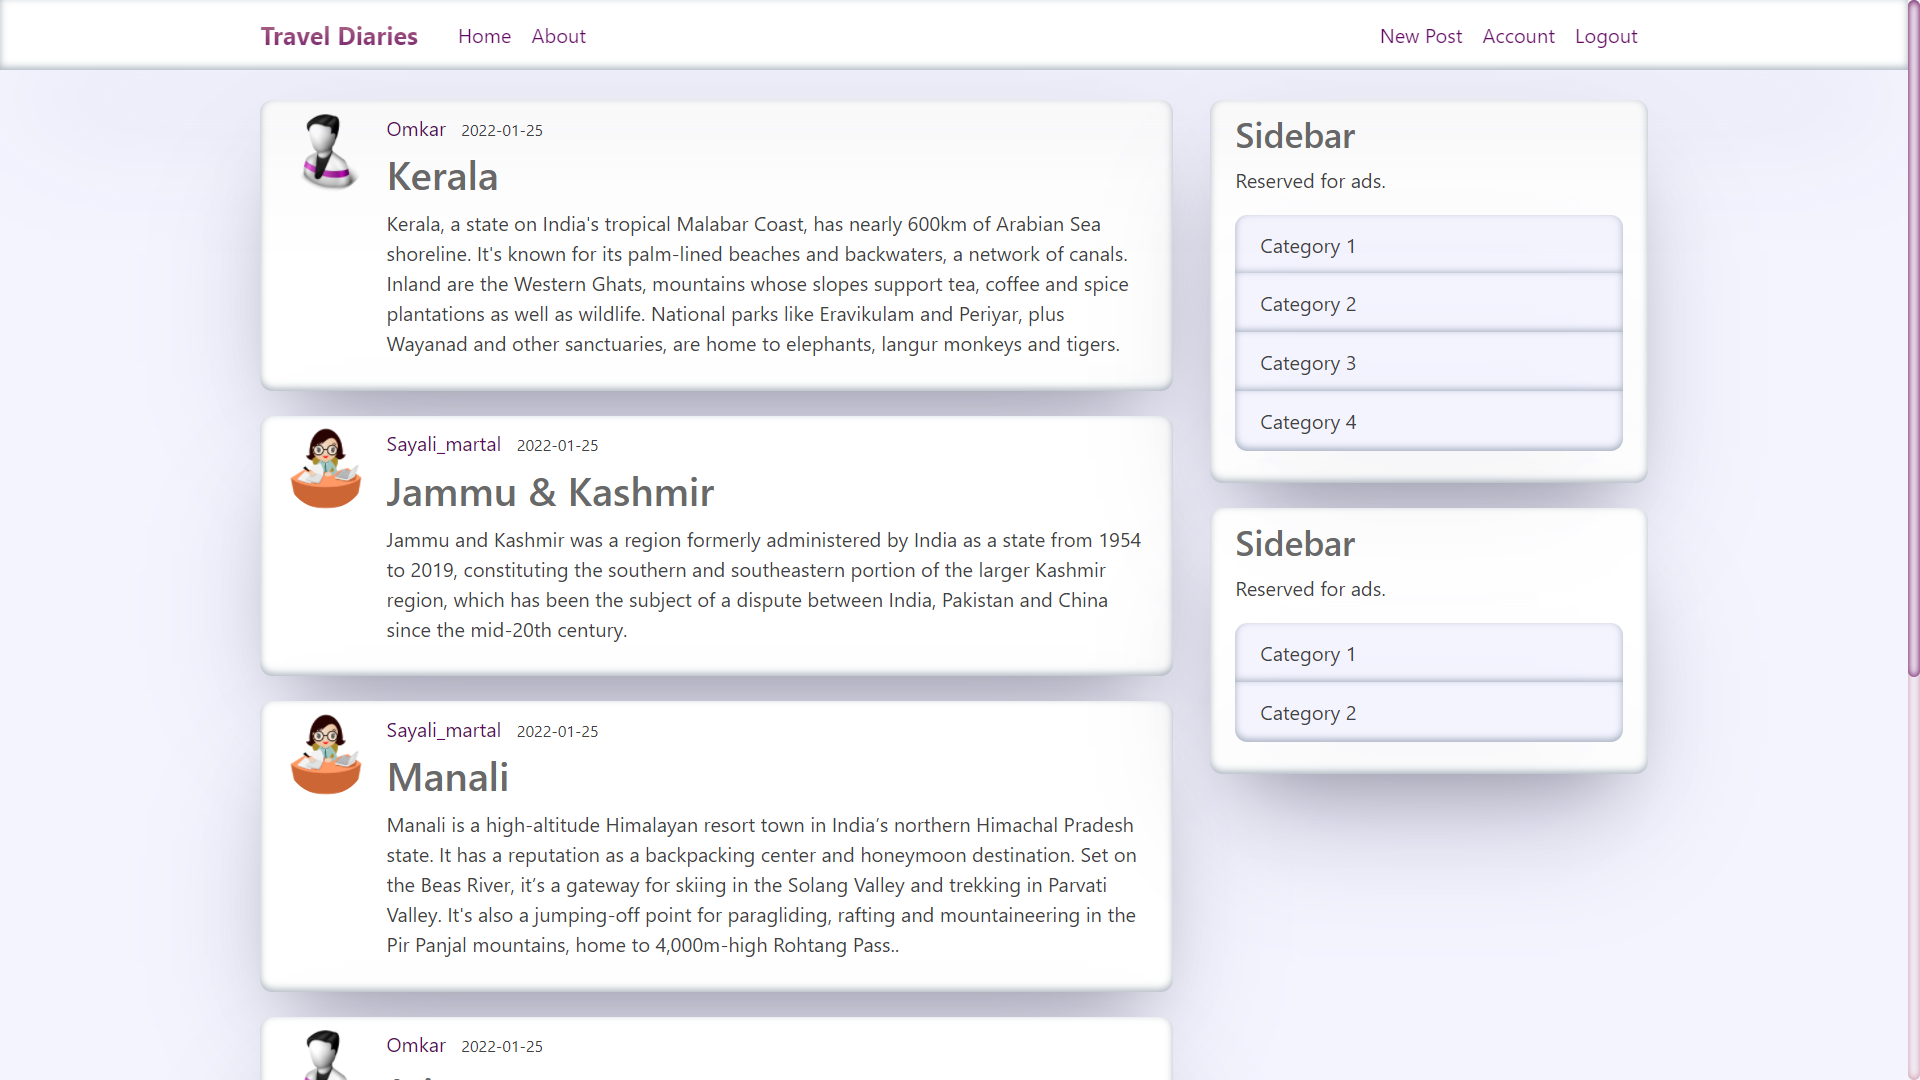 Travel Diaries Home About New Post Account Logout
Omkar 2022-01-25
Kerala
Kerala, a state on India's tropical Malabar Coast, has nearly 600km of Arabian Sea
shoreline. It's known for its palm-lined beaches and backwaters, a network of canals.
Inland are the Western Ghats, mountains whose slopes support tea, coffee and spice
plantations as well as wildlife. National parks like Eravikulam and Periyar, plus
Wayanad and other sanctuaries, are home to elephants, langur monkeys and tigers.
Sayali_martal 2022-01-25
Jammu & Kashmir
Jammu and Kashmir was a region formerly administered by India as a state from 1954
to 2019, constituting the southern and southeastern portion of the larger Kashmir
region, which has been the subject of a dispute between India, Pakistan and China
since the mid-20th century.
Sayali_martal 2022-01-25
Manali
Manali is a high-altitude Himalayan resort town in India’s northern Himachal Pradesh
state. It has a reputation as a backpacking center and honeymoon destination. Set on
the Beas River, it’s a gateway for skiing in the Solang Valley and trekking in Parvati
Valley. It's also a jumping-off point for paragliding, rafting and mountaineering in the
Pir Panjal mountains, home to 4,000m-high Rohtang Pass..
Omkar 2022-01-25
Sidebar
Reserved for ads.
Category 1
Category 2
Category 3
Category 4
Sidebar
Reserved for ads.
Category 1
Category 2